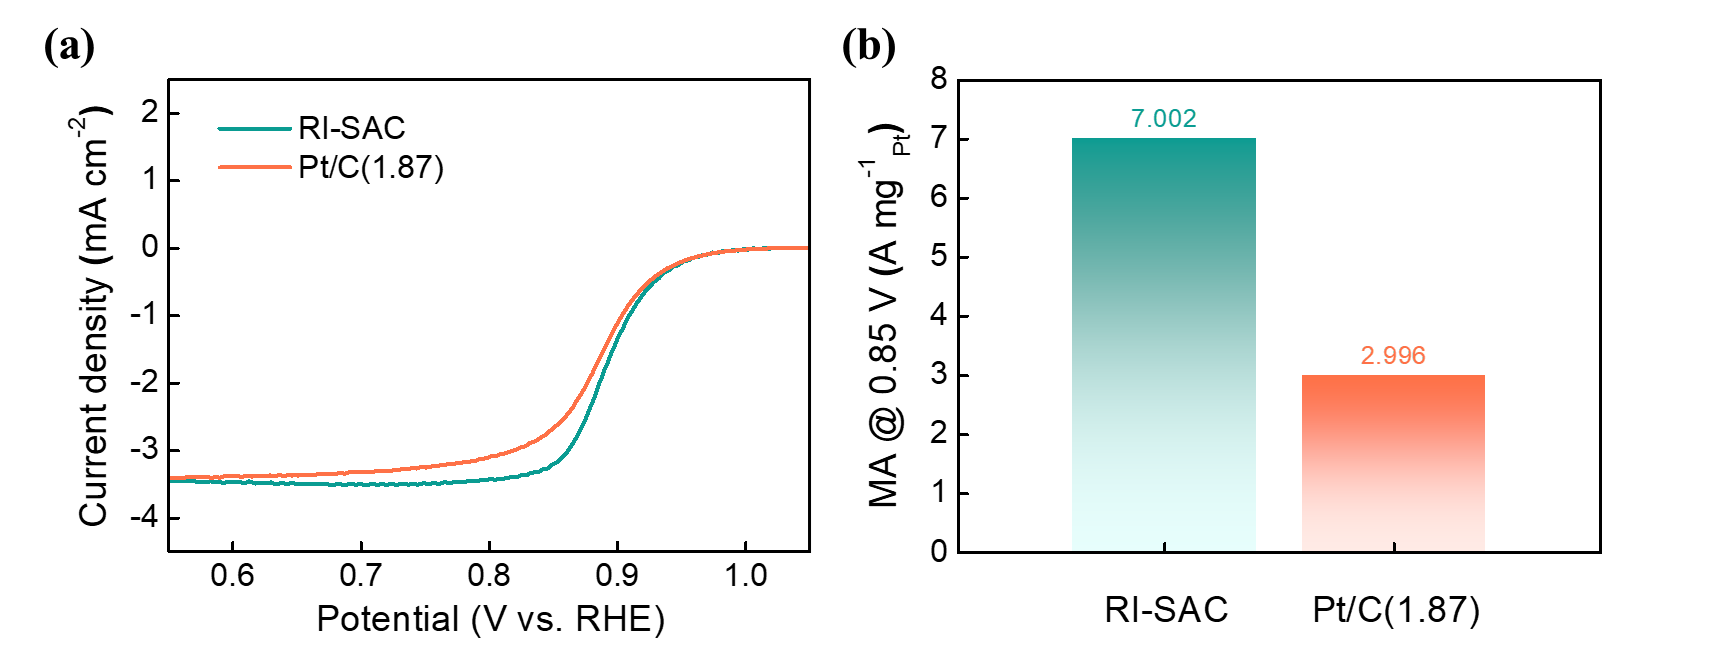 (a)
2
1
0
-1
-2
-3
-4
Current density (mA cm⁻²)
RI-SAC
Pt/C(1.87)
0.6 0.7 0.8 0.9 1.0
Potential (V vs. RHE)
(b)
8
7
6
5
4
3
2
1
0
MA @ 0.85 V (A mg⁻¹Pt)
7.002
2.996
RI-SAC Pt/C(1.87)